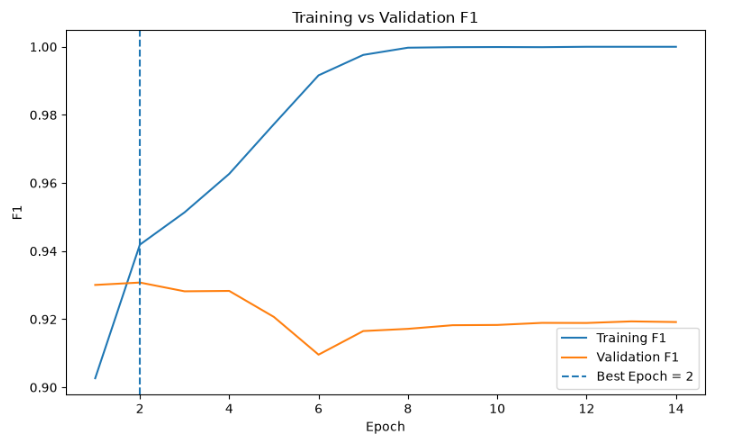 Training vs Validation F1
1.00
0.98
0.96
0.94
0.92
0.90
F1
2 4 6 8 10 12 14
Epoch
Training F1
Validation F1
Best Epoch = 2